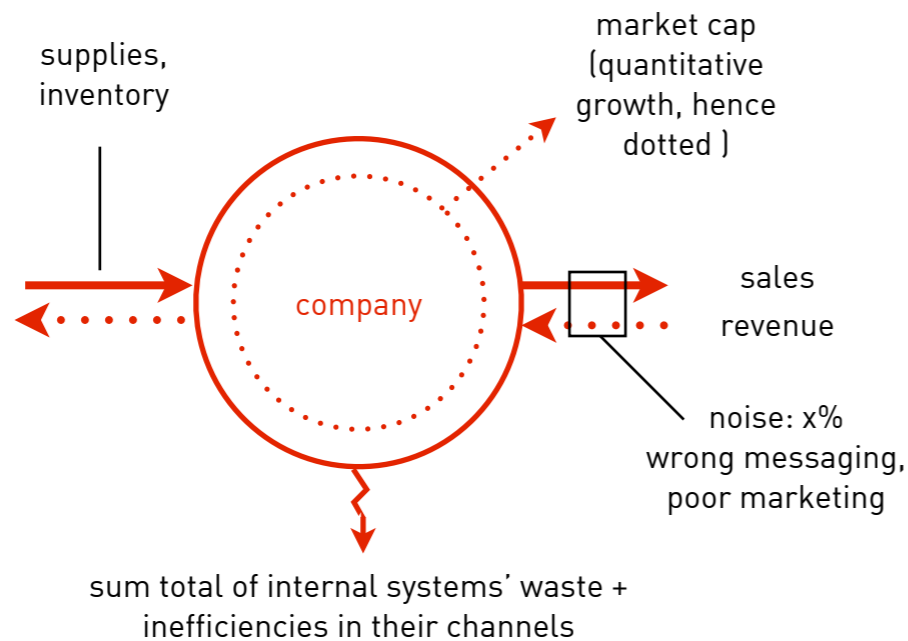 supplies,
inventory
market cap
(quantitative
growth, hence
dotted )
company
sales
revenue
noise: x%
wrong messaging,
poor marketing
sum total of internal systems’ waste +
inefficiencies in their channels